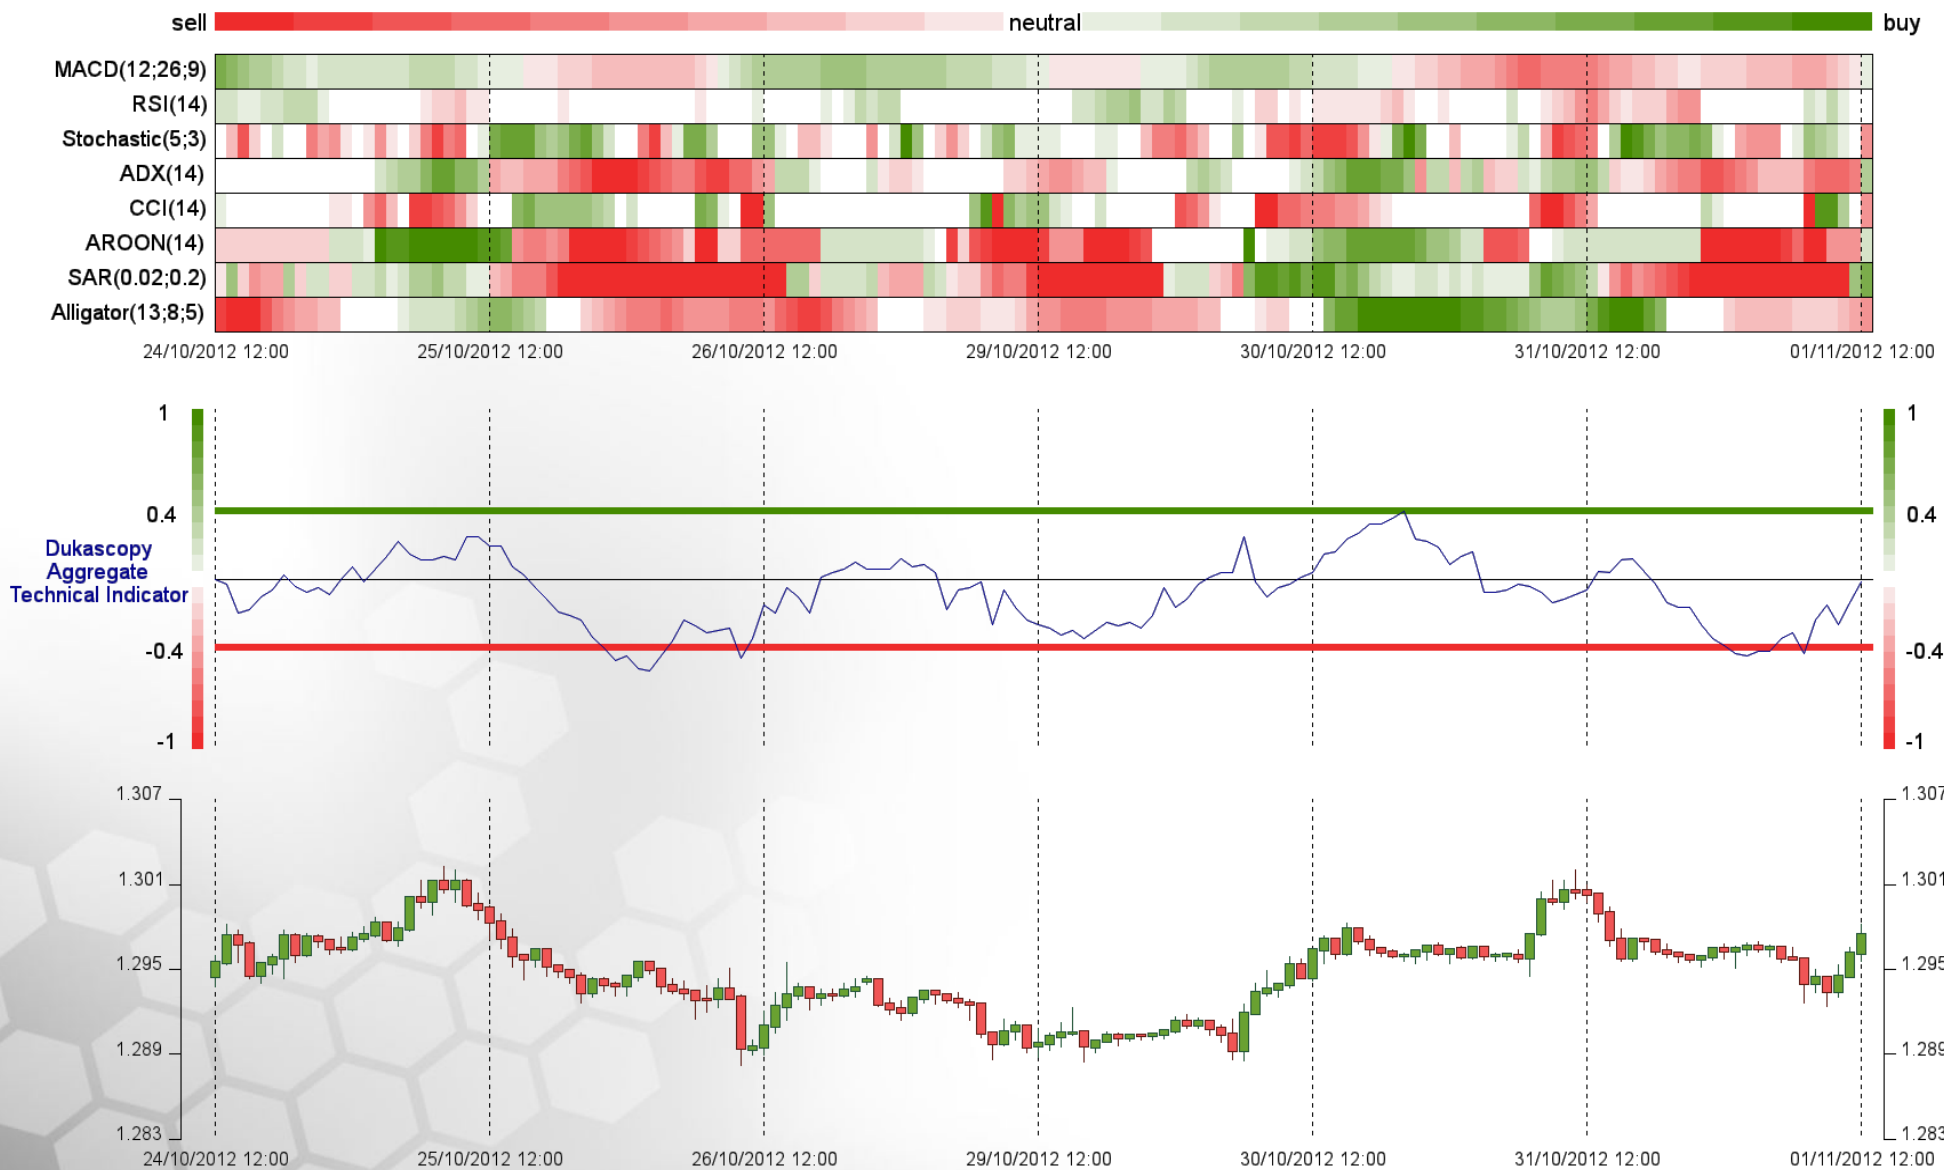 sell neutral buy
MACD(12;26;9)
RSI(14)
Stochastic(5;3)
ADX(14)
CCI(14)
AROON(14)
SAR(0.02;0.2)
Alligator(13;8;5)
24/10/2012 12:00 25/10/2012 12:00 26/10/2012 12:00 29/10/2012 12:00 30/10/2012 12:00 31/10/2012 12:00 01/11/2012 12:00
1 1
0.4 0.4
Dukascopy
Aggregate
Technical Indicator
-0.4 -0.4
-1 -1
1.307 1.307
1.301 1.301
1.295 1.295
1.289 1.289
1.283 1.283
24/10/2012 12:00 25/10/2012 12:00 26/10/2012 12:00 29/10/2012 12:00 30/10/2012 12:00 31/10/2012 12:00 01/11/2012 12:00